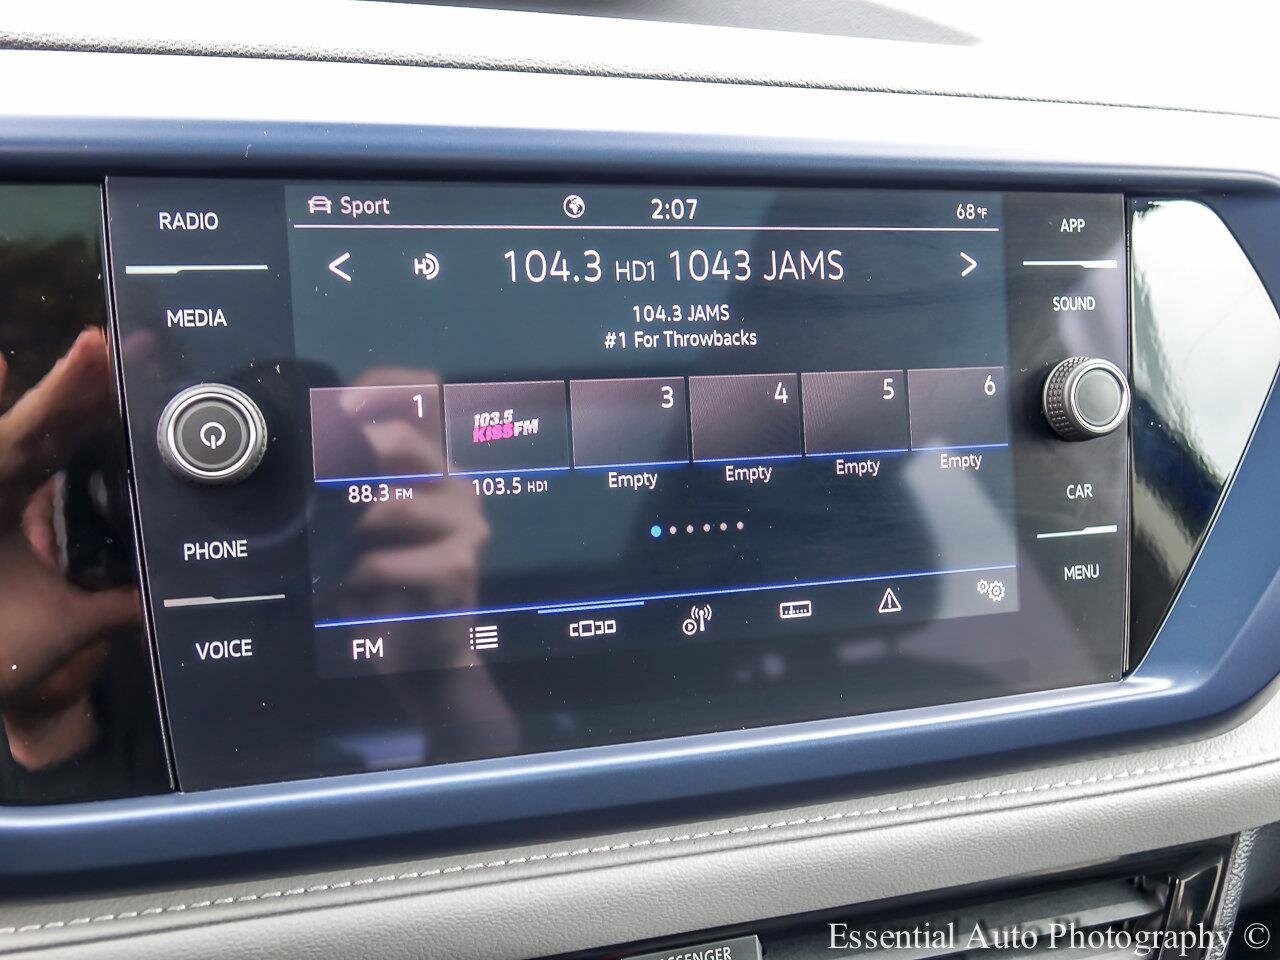 RADIO
MEDIA
PHONE
VOICE
Sport
2:07
68°F
< HD 104.3 HD1 1043 JAMS >
104.3 JAMS
#1 For Throwbacks
1
103.5
KISSFM
3
4
5
6
88.3 FM
103.5 HD1
Empty
Empty
Empty
Empty
FM
APP
SOUND
CAR
MENU
Essential Auto Photography ©